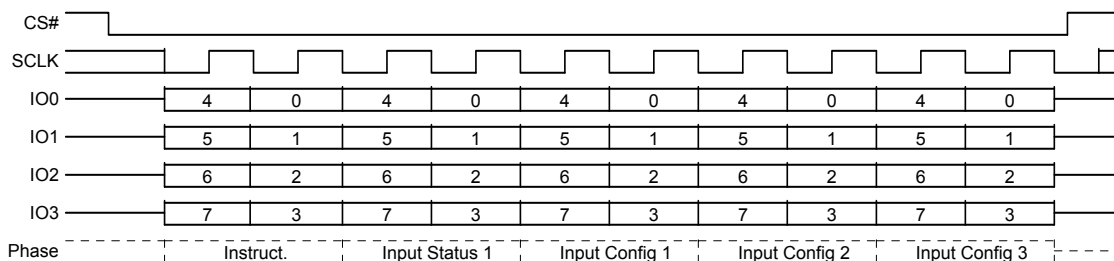 CS#
SCLK
IO0 4 0 4 0 4 0 4 0 4 0
IO1 5 1 5 1 5 1 5 1 5 1
IO2 6 2 6 2 6 2 6 2 6 2
IO3 7 3 7 3 7 3 7 3 7 3
Phase Instruct. Input Status 1 Input Config 1 Input Config 2 Input Config 3